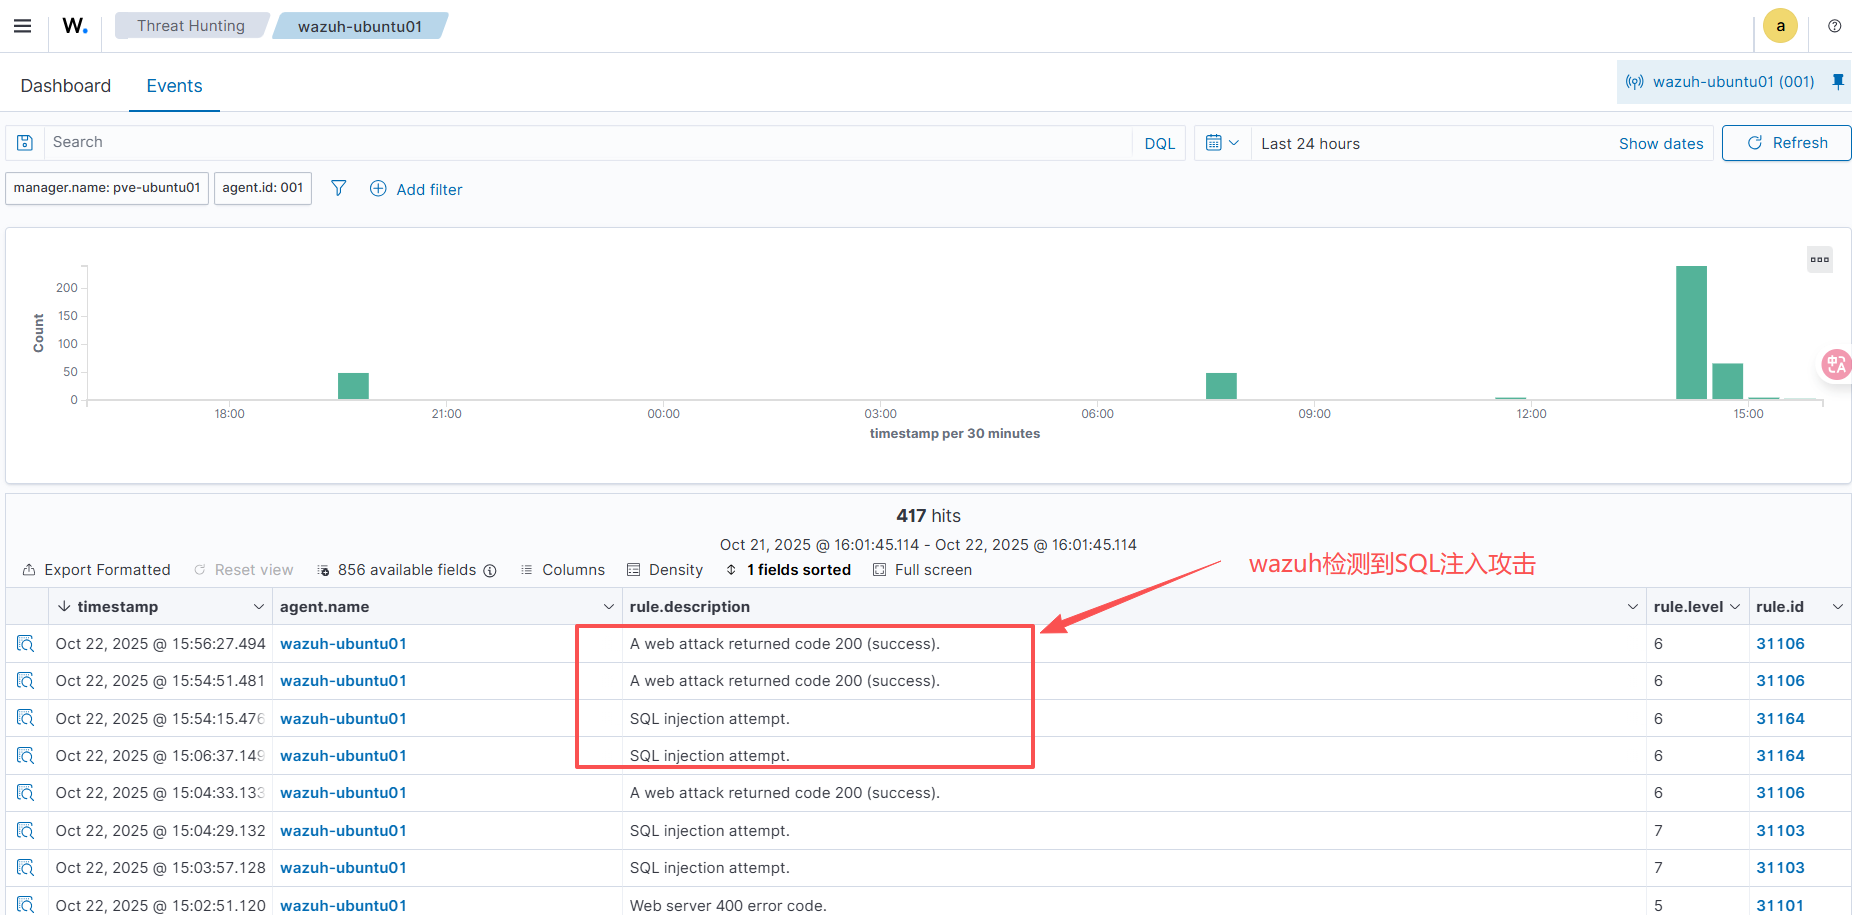 W. Threat Hunting wazuh-ubuntu01 a
Dashboard Events wazuh-ubuntu01 (001)
Search DQL Last 24 hours Show dates Refresh
manager.name: pve-ubuntu01 agent.id: 001 Add filter
200
150
100
50
0
Count
18:00 21:00 00:00 03:00 06:00 09:00 12:00 15:00
timestamp per 30 minutes
中A
417 hits
Oct 21, 2025 @ 16:01:45.114 - Oct 22, 2025 @ 16:01:45.114
wazuh检测到SQL注入攻击
Export Formatted Reset view 856 available fields Columns Density 1 fields sorted Full screen
timestamp agent.name rule.description rule.level rule.id
Oct 22, 2025 @ 15:56:27.494 wazuh-ubuntu01 A web attack returned code 200 (success). 6 31106
Oct 22, 2025 @ 15:54:51.481 wazuh-ubuntu01 A web attack returned code 200 (success). 6 31106
Oct 22, 2025 @ 15:54:15.476 wazuh-ubuntu01 SQL injection attempt. 6 31164
Oct 22, 2025 @ 15:06:37.149 wazuh-ubuntu01 SQL injection attempt. 6 31164
Oct 22, 2025 @ 15:04:33.133 wazuh-ubuntu01 A web attack returned code 200 (success). 6 31106
Oct 22, 2025 @ 15:04:29.132 wazuh-ubuntu01 SQL injection attempt. 7 31103
Oct 22, 2025 @ 15:03:57.128 wazuh-ubuntu01 SQL injection attempt. 7 31103
Oct 22, 2025 @ 15:02:51.120 wazuh-ubuntu01 Web server 400 error code. 5 31101